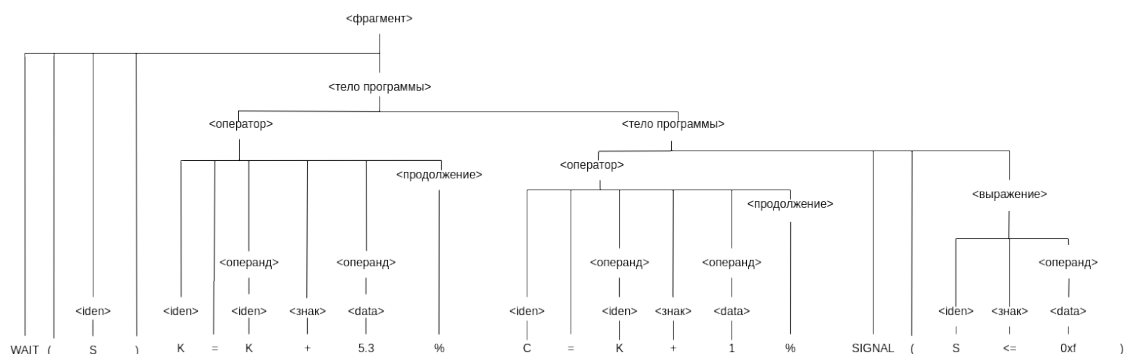 <фрагмент>
<тело программы>
<оператор> <тело программы>
<оператор>
<продолжение>
<выражение>
<продолжение>
<операнд> <операнд> <операнд> <операнд> <операнд>
<iden> <iden> <iden> <знак> <data> <iden> <iden> <знак> <data> <iden> <знак> <data>
WAIT ( S ) K = K + 5.3 % C = K + 1 % SIGNAL ( S <= 0xf )